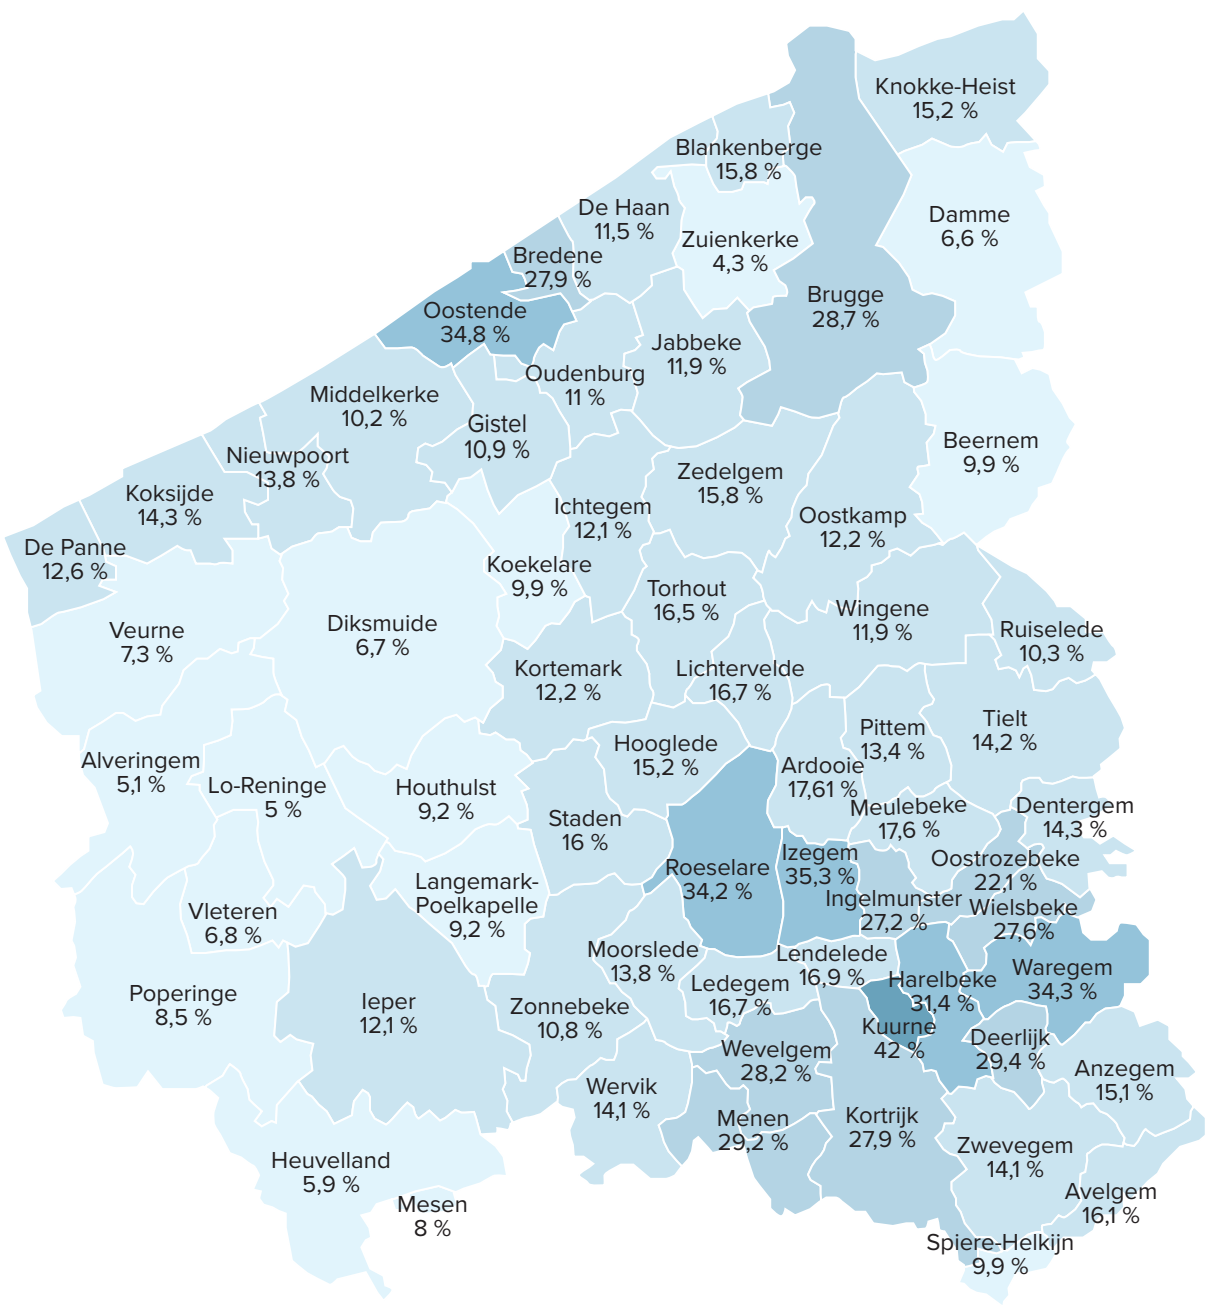 Knokke-Heist
15,2 %
Blankenberge
15,8 %
De Haan
11,5 %
Damme
6,6 %
Zuienkerke
4,3 %
Bredene
27,9 %
Brugge
28,7 %
Oostende
34,8 %
Jabbeke
11,9 %
Oudenburg
11 %
Middelkerke
10,2 %
Gistel
10,9 %
Beernem
9,9 %
Nieuwpoort
13,8 %
Zedelgem
15,8 %
Koksijde
14,3 %
Ichtegem
12,1 %
Oostkamp
12,2 %
De Panne
12,6 %
Koekelare
9,9 %
Torhout
16,5 %
Wingene
11,9 %
Veurne
7,3 %
Diksmuide
6,7 %
Ruiselede
10,3 %
Kortemark
12,2 %
Lichtervelde
16,7 %
Tielt
14,2 %
Pittem
13,4 %
Hooglede
15,2 %
Alveringem
5,1 %
Ardooie
17,61 %
Lo-Reninge
5 %
Houthulst
9,2 %
Meulebeke
17,6 %
Dentergem
14,3 %
Staden
16 %
Izegem
35,3 %
Oostrozebeke
22,1 %
Roeselare
34,2 %
Langemark-
Poelkapelle
9,2 %
Ingelmunster
27,2 %
Wielsbeke
27,6%
Vleteren
6,8 %
Moorslede
13,8 %
Lendelede
16,9 %
Waregem
34,3 %
Harelbeke
31,4 %
Ledegem
16,7 %
Poperinge
8,5 %
Ieper
12,1 %
Zonnebeke
10,8 %
Kuurne
42 %
Deerlijk
29,4 %
Wevelgem
28,2 %
Anzegem
15,1 %
Wervik
14,1 %
Menen
29,2 %
Kortrijk
27,9 %
Zwevegem
14,1 %
Heuvelland
5,9 %
Avelgem
16,1 %
Mesen
8 %
Spiere-Helkijn
9,9 %